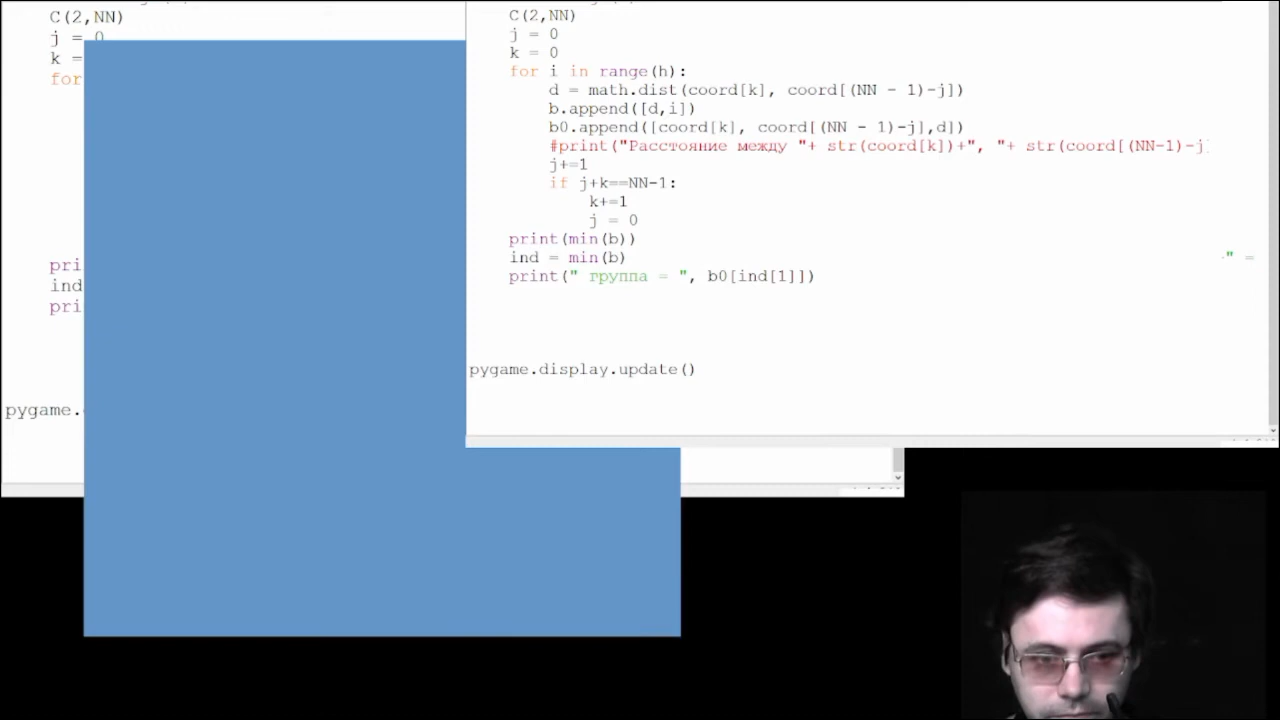 C(2,NN)
j = 0
k =
for
pri
ind
pri
pygame.
C(2,NN)
j = 0
k = 0
for i in range(h):
d = math.dist(coord[k], coord[(NN - 1)-j])
b.append([d,i])
b0.append([coord[k], coord[(NN - 1)-j],d])
#print("Расстояние между "+ str(coord[k])+", "+ str(coord[(NN-1)-j]
j+=1
if j+k==NN-1:
k+=1
j = 0
print(min(b))
ind = min(b)
" =
print(" группа = ", b0[ind[1]])
pygame.display.update()